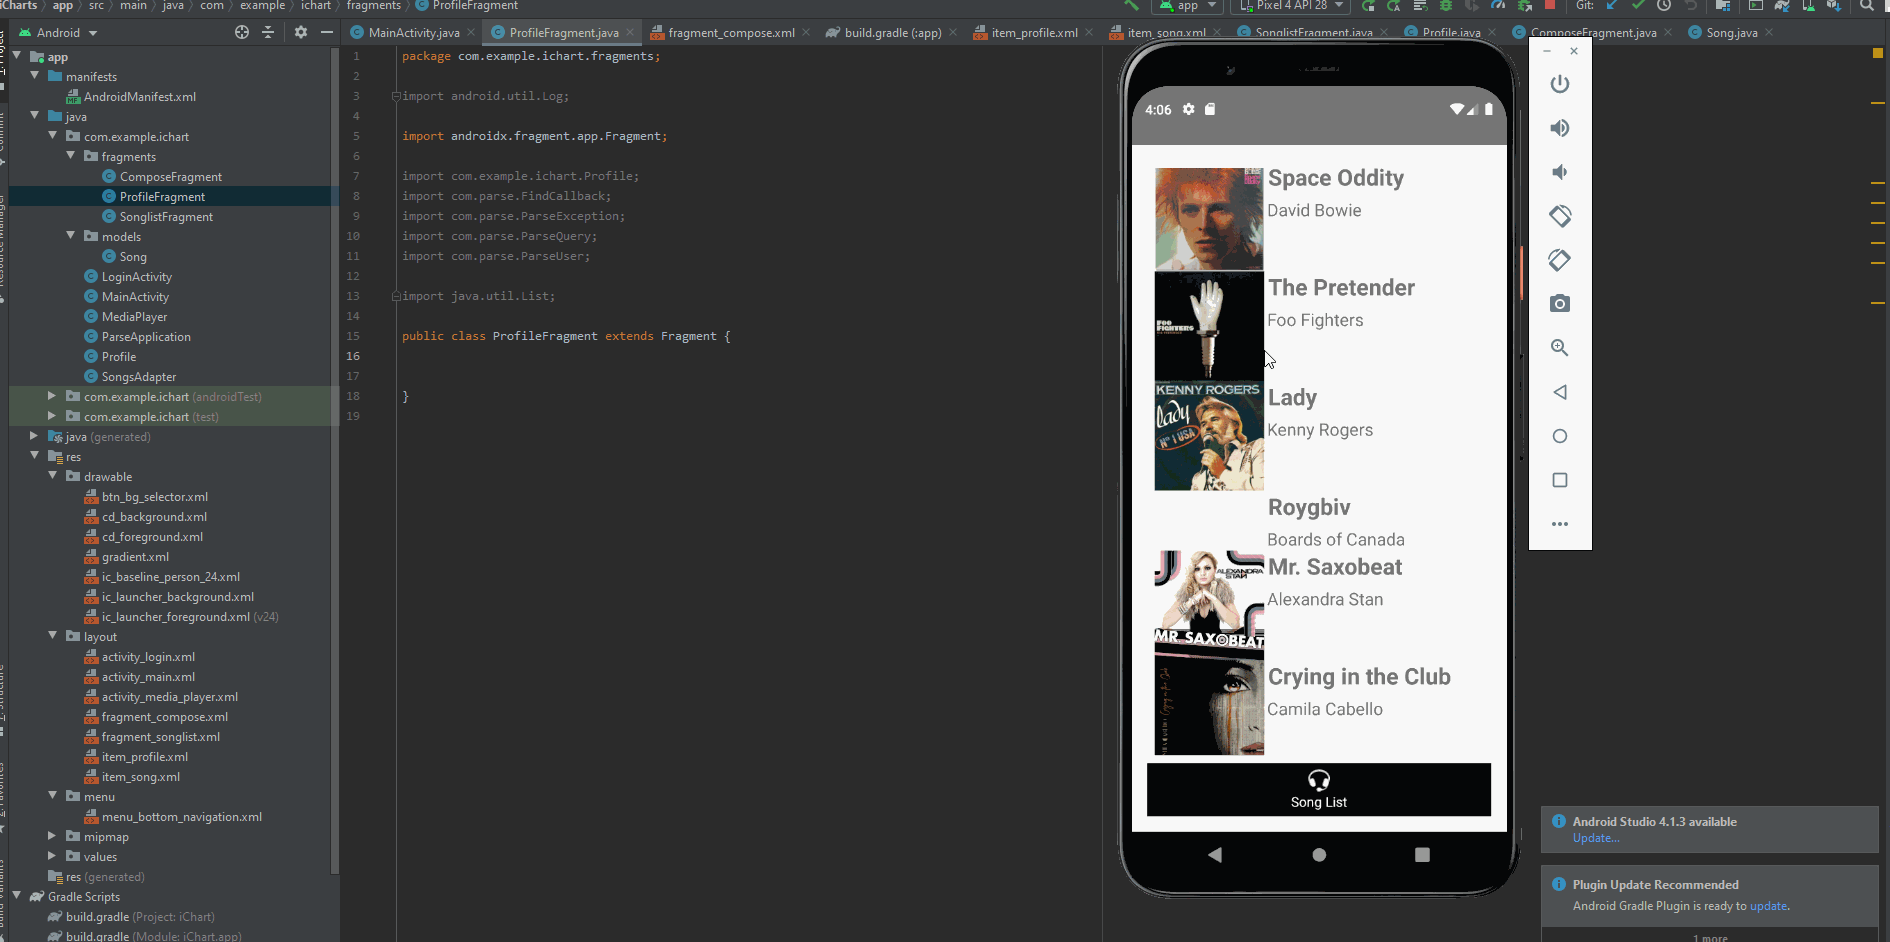 iCharts › app › src › main › java › com › example › ichart › fragments › ProfileFragment
app
Pixel 4 API 28
Git:
Android
MainActivity.java
ProfileFragment.java
fragment_compose.xml
build.gradle (:app)
item_profile.xml
item_song.xml
SonglistFragment.java
Profile.java
ComposeFragment.java
Song.java
app
manifests
AndroidManifest.xml
java
com.example.ichart
fragments
ComposeFragment
ProfileFragment
SonglistFragment
models
Song
LoginActivity
MainActivity
MediaPlayer
ParseApplication
Profile
SongsAdapter
com.example.ichart (androidTest)
com.example.ichart (test)
java (generated)
res
drawable
btn_bg_selector.xml
cd_background.xml
cd_foreground.xml
gradient.xml
ic_baseline_person_24.xml
ic_launcher_background.xml
ic_launcher_foreground.xml (v24)
layout
activity_login.xml
activity_main.xml
activity_media_player.xml
fragment_compose.xml
fragment_songlist.xml
item_profile.xml
item_song.xml
menu
menu_bottom_navigation.xml
mipmap
values
res (generated)
Gradle Scripts
build.gradle (Project: iChart)
build.gradle (Module: iChart.app)
1 package com.example.ichart.fragments;
2
3 import android.util.Log;
4
5 import androidx.fragment.app.Fragment;
6
7 import com.example.ichart.Profile;
8 import com.parse.FindCallback;
9 import com.parse.ParseException;
10 import com.parse.ParseQuery;
11 import com.parse.ParseUser;
12
13 import java.util.List;
14
15 public class ProfileFragment extends Fragment {
16
17
18 }
19
4:06
Space Oddity
David Bowie
The Pretender
Foo Fighters
FOO FIGHTERS
KENNY ROGERS
lady
Nº 1 USA
Lady
Kenny Rogers
Roygbiv
Boards of Canada
ALEXANDRA STAN
MR. SAXOBEAT
Mr. Saxobeat
Alexandra Stan
Crying in the Club
Camila Cabello
Song List
Android Studio 4.1.3 available
Update...
Plugin Update Recommended
Android Gradle Plugin is ready to update.
1 more